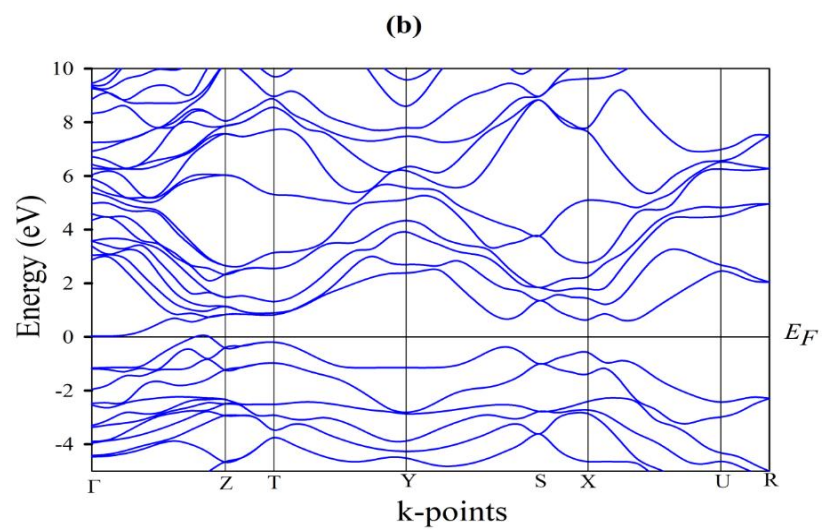 (b)
Energy (eV)
10
8
6
4
2
0
-2
-4
E_F
Γ Z T Y S X U R
k-points